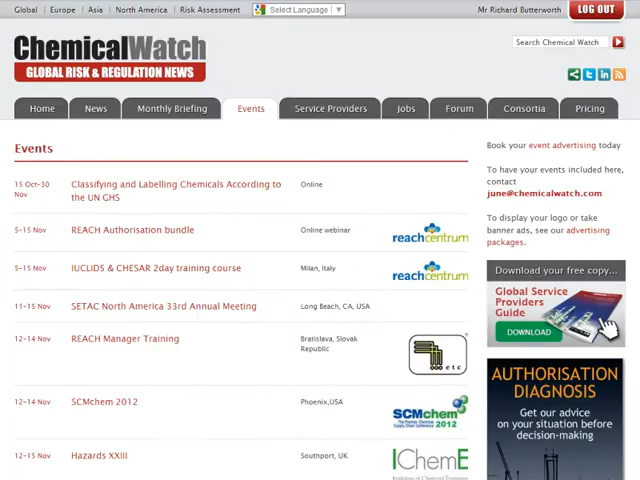 Global | Europe | Asia | North America | Risk Assessment
Select Language | ▼
Mr Richard Butterworth
LOG OUT
ChemicalWatch
GLOBAL RISK & REGULATION NEWS
Search Chemical Watch
Home
News
Monthly Briefing
Events
Service Providers
Jobs
Forum
Consortia
Pricing
Events
15 Oct-30 Nov
Classifying and Labelling Chemicals According to
the UN GHS
Online
5-15 Nov
REACH Authorisation bundle
Online webinar
reachcentrum
5-15 Nov
IUCLID5 & CHESAR 2day training course
Milan, Italy
reachcentrum
11-15 Nov
SETAC North America 33rd Annual Meeting
Long Beach, CA, USA
12-14 Nov
REACH Manager Training
Bratislava, Slovak
Republic
etc
12-14 Nov
SCMchem 2012
Phoenix,USA
SCMchem
The Premier Chemical
Supply Chain Conference
2012
12-15 Nov
Hazards XXIII
Southport, UK
IChemE
Book your event advertising today
To have your events included here,
contact
june@chemicalwatch.com
To display your logo or take
banner ads, see our advertising
packages.
Download your free copy...
Global Service
Providers
Guide
DOWNLOAD
AUTHORISATION
DIAGNOSIS
Get our advice
on your situation before
decision-making